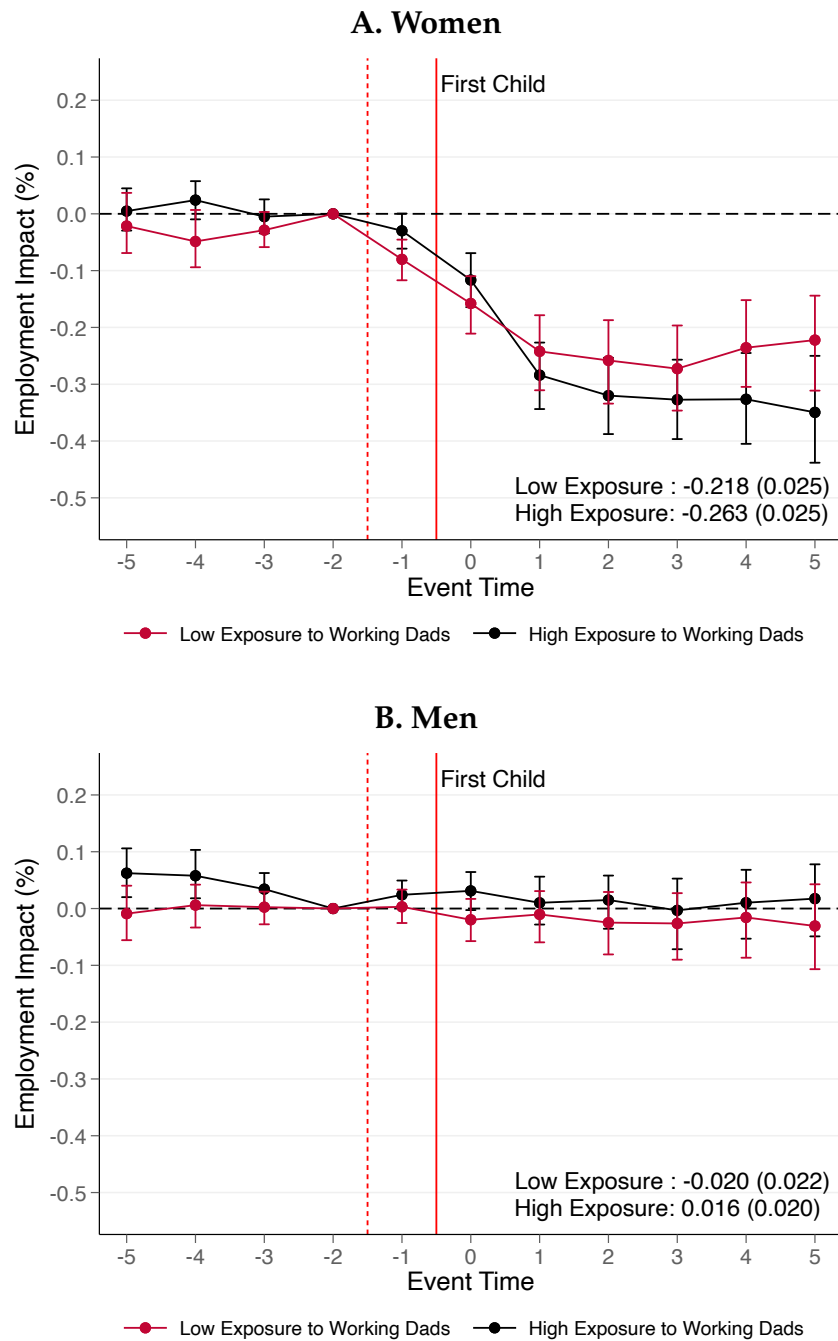 A. Women
First Child
0.2
0.1
0.0
-0.1
-0.2
-0.3
-0.4
-0.5
Employment Impact (%)
Low Exposure : -0.218 (0.025)
High Exposure: -0.263 (0.025)
-5 -4 -3 -2 -1 0 1 2 3 4 5
Event Time
Low Exposure to Working Dads High Exposure to Working Dads
B. Men
First Child
0.2
0.1
0.0
-0.1
-0.2
-0.3
-0.4
-0.5
Employment Impact (%)
Low Exposure : -0.020 (0.022)
High Exposure: 0.016 (0.020)
-5 -4 -3 -2 -1 0 1 2 3 4 5
Event Time
Low Exposure to Working Dads High Exposure to Working Dads